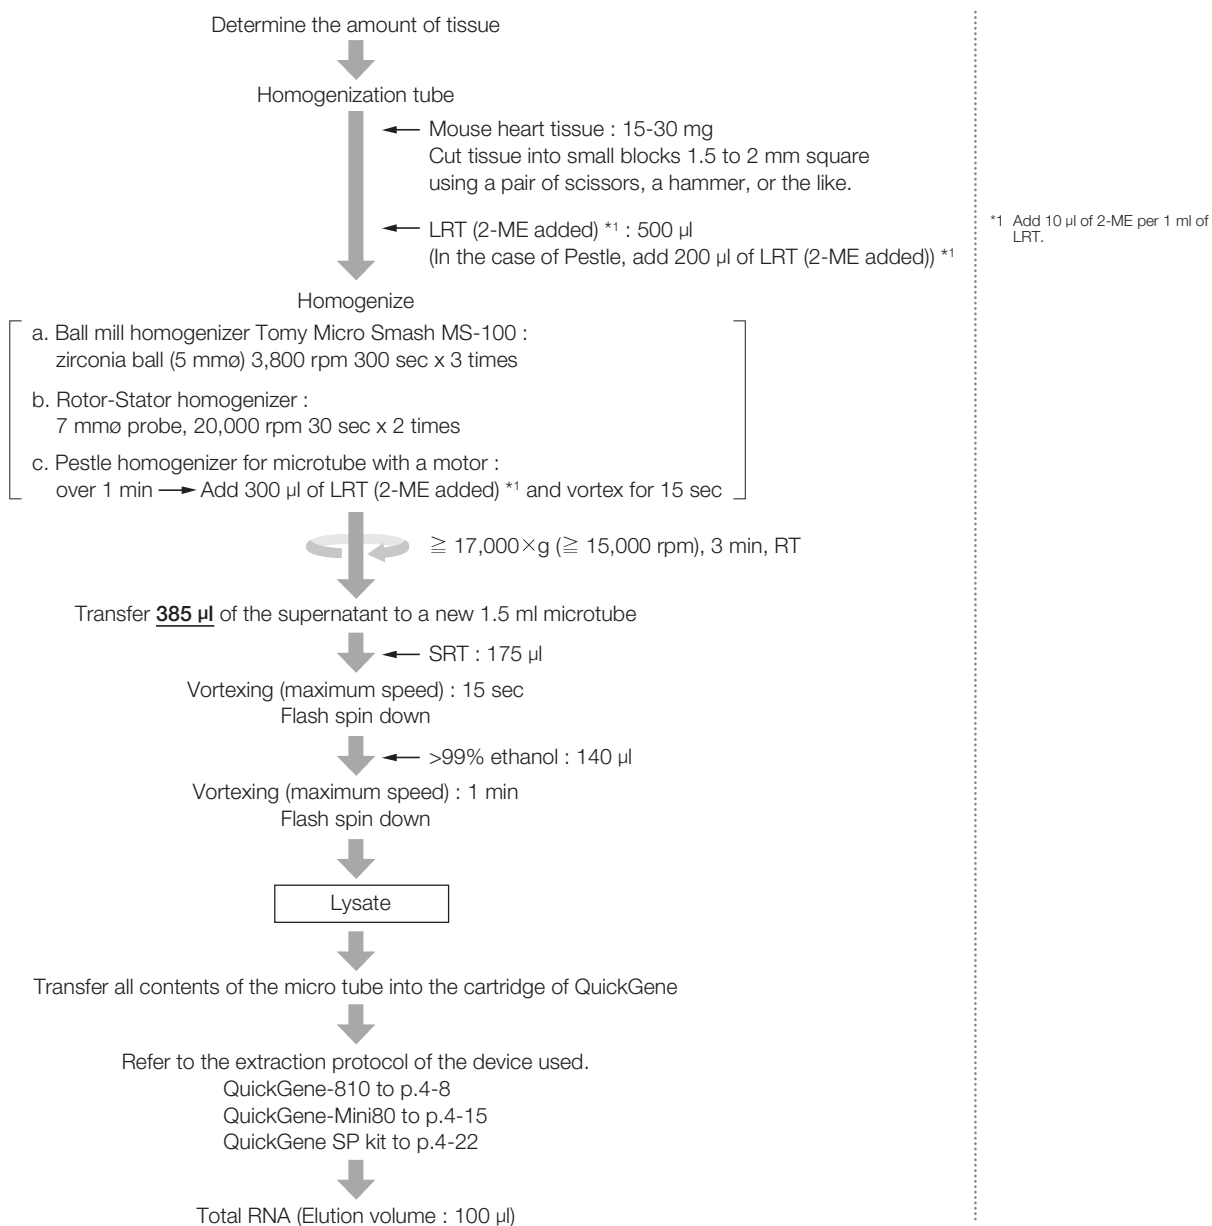 Determine the amount of tissue
Homogenization tube
Mouse heart tissue : 15-30 mg
Cut tissue into small blocks 1.5 to 2 mm square
using a pair of scissors, a hammer, or the like.
LRT (2-ME added) *1 : 500 µl
(In the case of Pestle, add 200 µl of LRT (2-ME added)) *1
*1 Add 10 µl of 2-ME per 1 ml of
LRT.
Homogenize
a. Ball mill homogenizer Tomy Micro Smash MS-100 :
zirconia ball (5 mmø) 3,800 rpm 300 sec x 3 times
b. Rotor-Stator homogenizer :
7 mmø probe, 20,000 rpm 30 sec x 2 times
c. Pestle homogenizer for microtube with a motor :
over 1 min → Add 300 µl of LRT (2-ME added) *1 and vortex for 15 sec
≧ 17,000×g (≧ 15,000 rpm), 3 min, RT
Transfer 385 µl of the supernatant to a new 1.5 ml microtube
SRT : 175 µl
Vortexing (maximum speed) : 15 sec
Flash spin down
>99% ethanol : 140 µl
Vortexing (maximum speed) : 1 min
Flash spin down
Lysate
Transfer all contents of the micro tube into the cartridge of QuickGene
Refer to the extraction protocol of the device used.
QuickGene-810 to p.4-8
QuickGene-Mini80 to p.4-15
QuickGene SP kit to p.4-22
Total RNA (Elution volume : 100 µl)